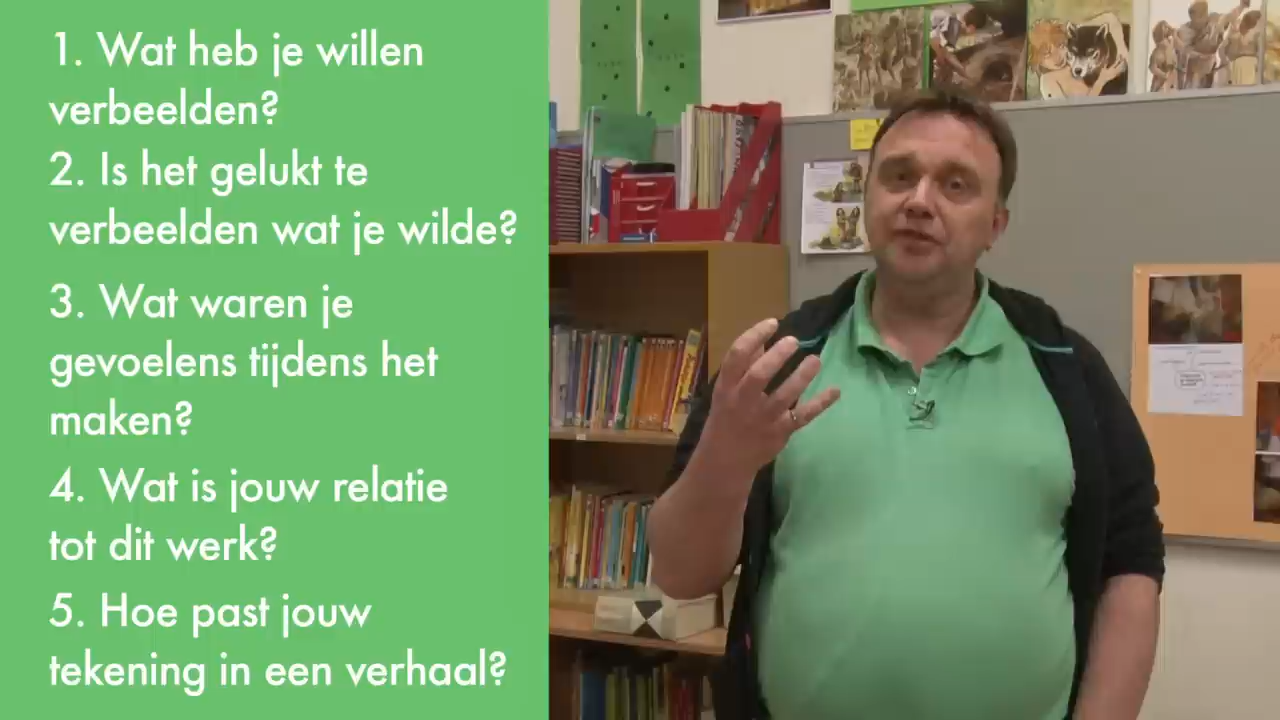 1. Wat heb je willen
verbeelden?
2. Is het gelukt te
verbeelden wat je wilde?
3. Wat waren je
gevoelens tijdens het
maken?
4. Wat is jouw relatie
tot dit werk?
5. Hoe past jouw
tekening in een verhaal?